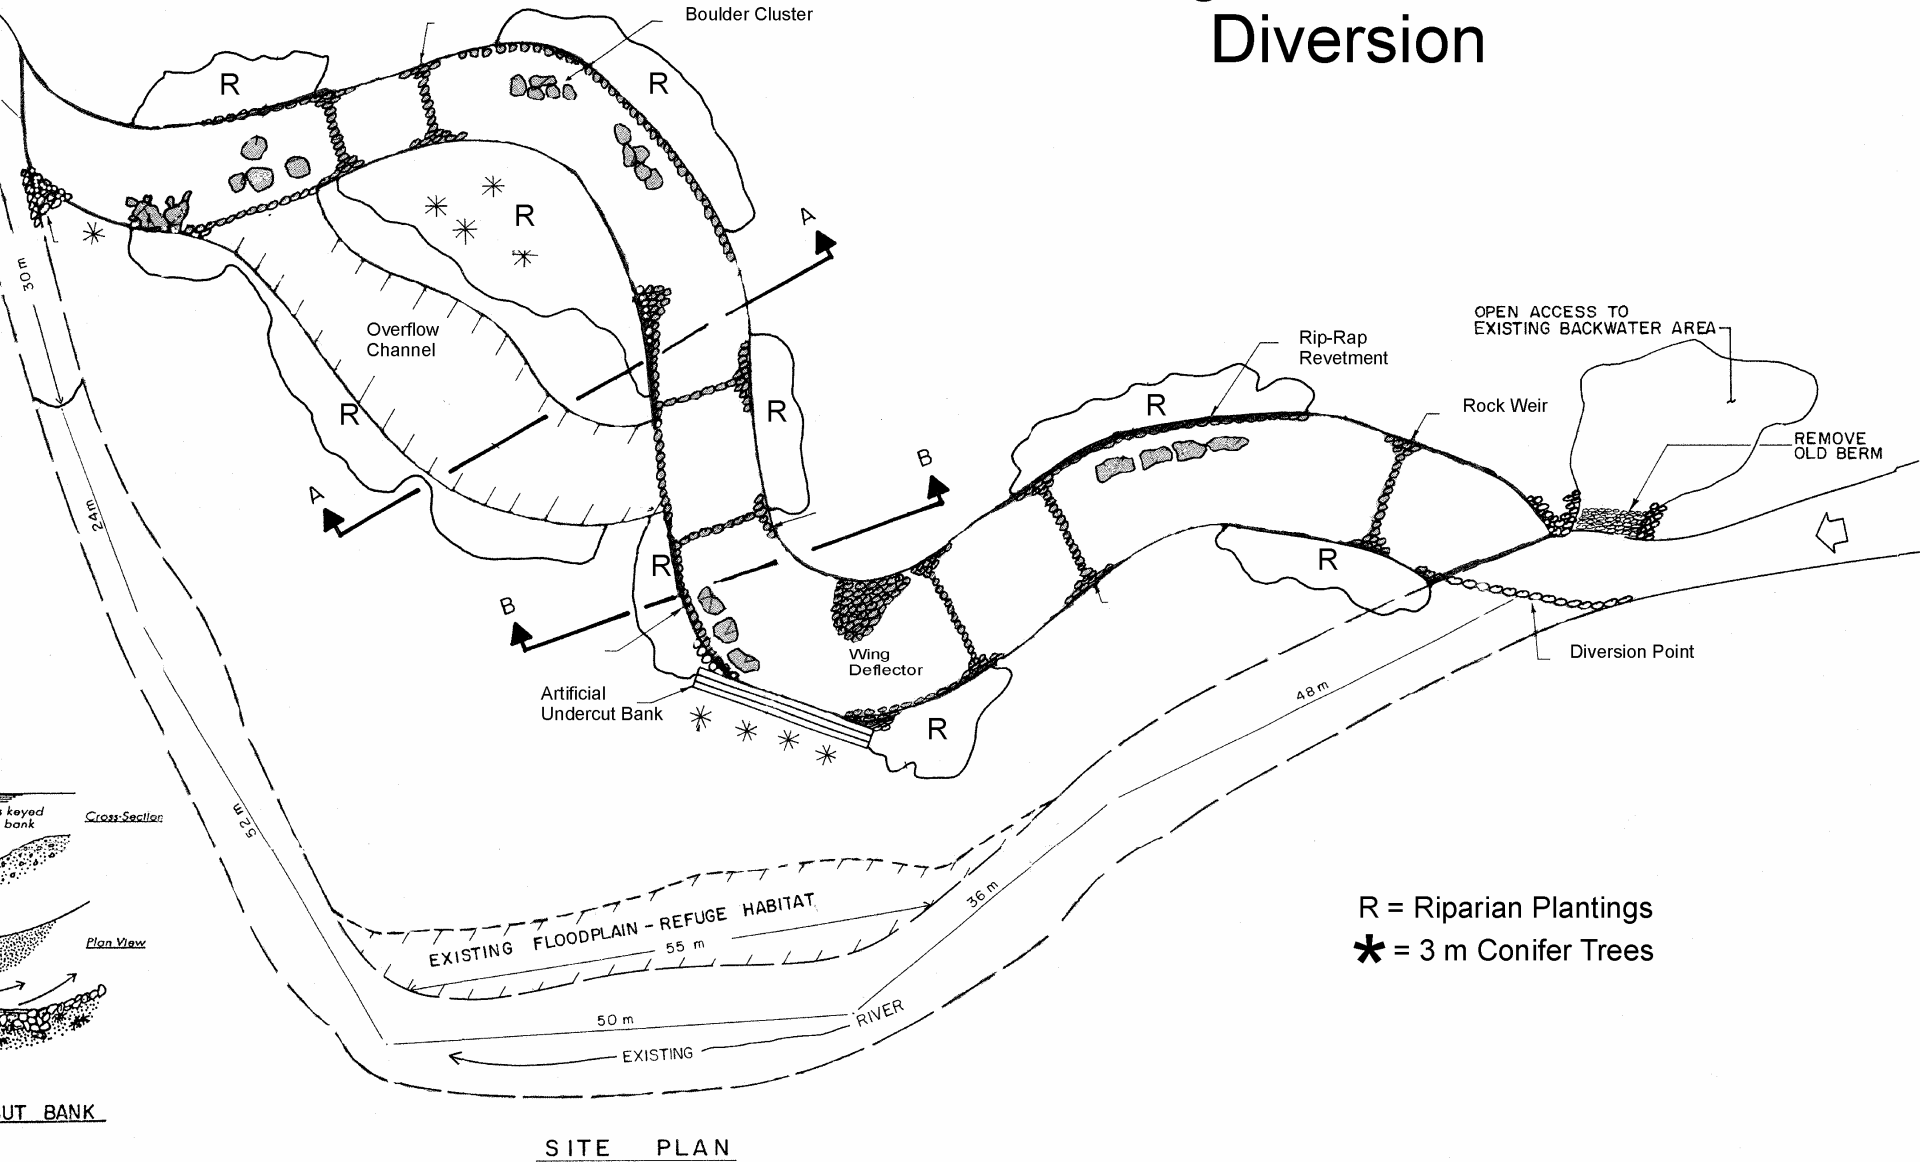 Diversion
Boulder Cluster
R
R
R
A
30 m
Overflow
Channel
R
R
A
OPEN ACCESS TO
EXISTING BACKWATER AREA
Rip-Rap
Revetment
R
Rock Weir
REMOVE
OLD BERM
B
24m
R
R
B
Wing
Deflector
Diversion Point
Artificial
Undercut Bank
R
48 m
52 m
keyed
bank
Cross-Section
Plan View
36 m
EXISTING FLOODPLAIN - REFUGE HABITAT
55 m
50 m
RIVER
EXISTING
R = Riparian Plantings
* = 3 m Conifer Trees
UT BANK
SITE PLAN